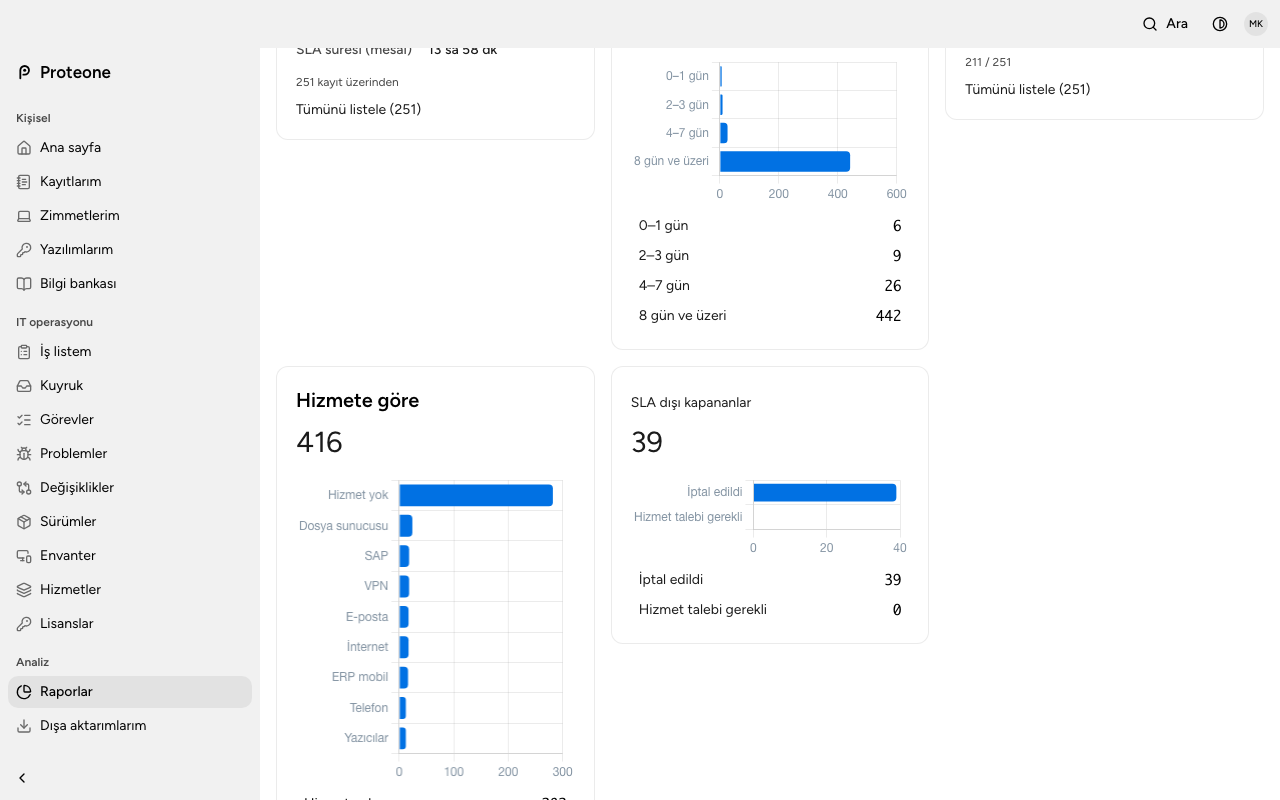 Ara
MK
Proteone
Kişisel
Ana sayfa
Kayıtlarım
Zimmetlerim
Yazılımlarım
Bilgi bankası
IT operasyonu
İş listem
Kuyruk
Görevler
Problemler
Değişiklikler
Sürümler
Envanter
Hizmetler
Lisanslar
Analiz
Raporlar
Dışa aktarımlarım
SLA süresi (mesai) 13 sa 58 dk
251 kayıt üzerinden
Tümünü listele (251)
0–1 gün
2–3 gün
4–7 gün
8 gün ve üzeri
0 200 400 600
0–1 gün 6
2–3 gün 9
4–7 gün 26
8 gün ve üzeri 442
211 / 251
Tümünü listele (251)
Hizmete göre
416
Hizmet yok
Dosya sunucusu
SAP
VPN
E-posta
İnternet
ERP mobil
Telefon
Yazıcılar
0 100 200 300
SLA dışı kapananlar
39
İptal edildi
Hizmet talebi gerekli
0 20 40
İptal edildi 39
Hizmet talebi gerekli 0